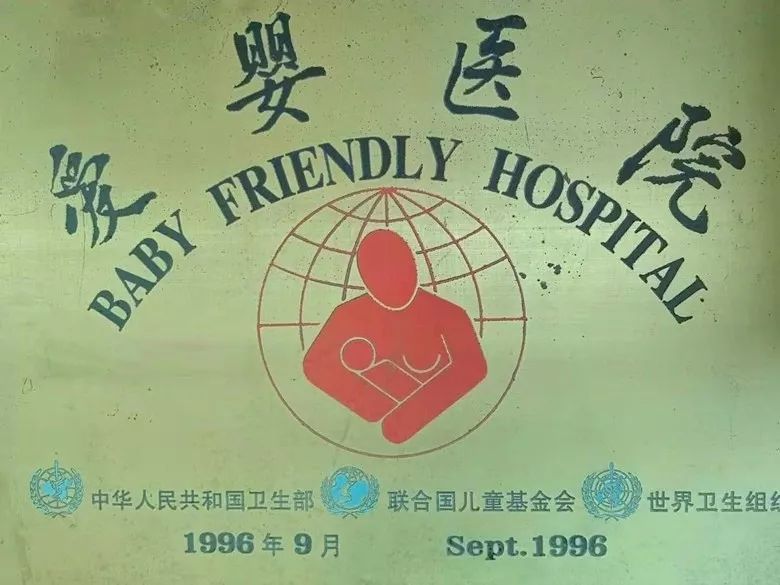 爱婴医院
BABY FRIENDLY HOSPITAL
中华人民共和国卫生部 联合国儿童基金会 世界卫生组织
1996年9月 Sept.1996